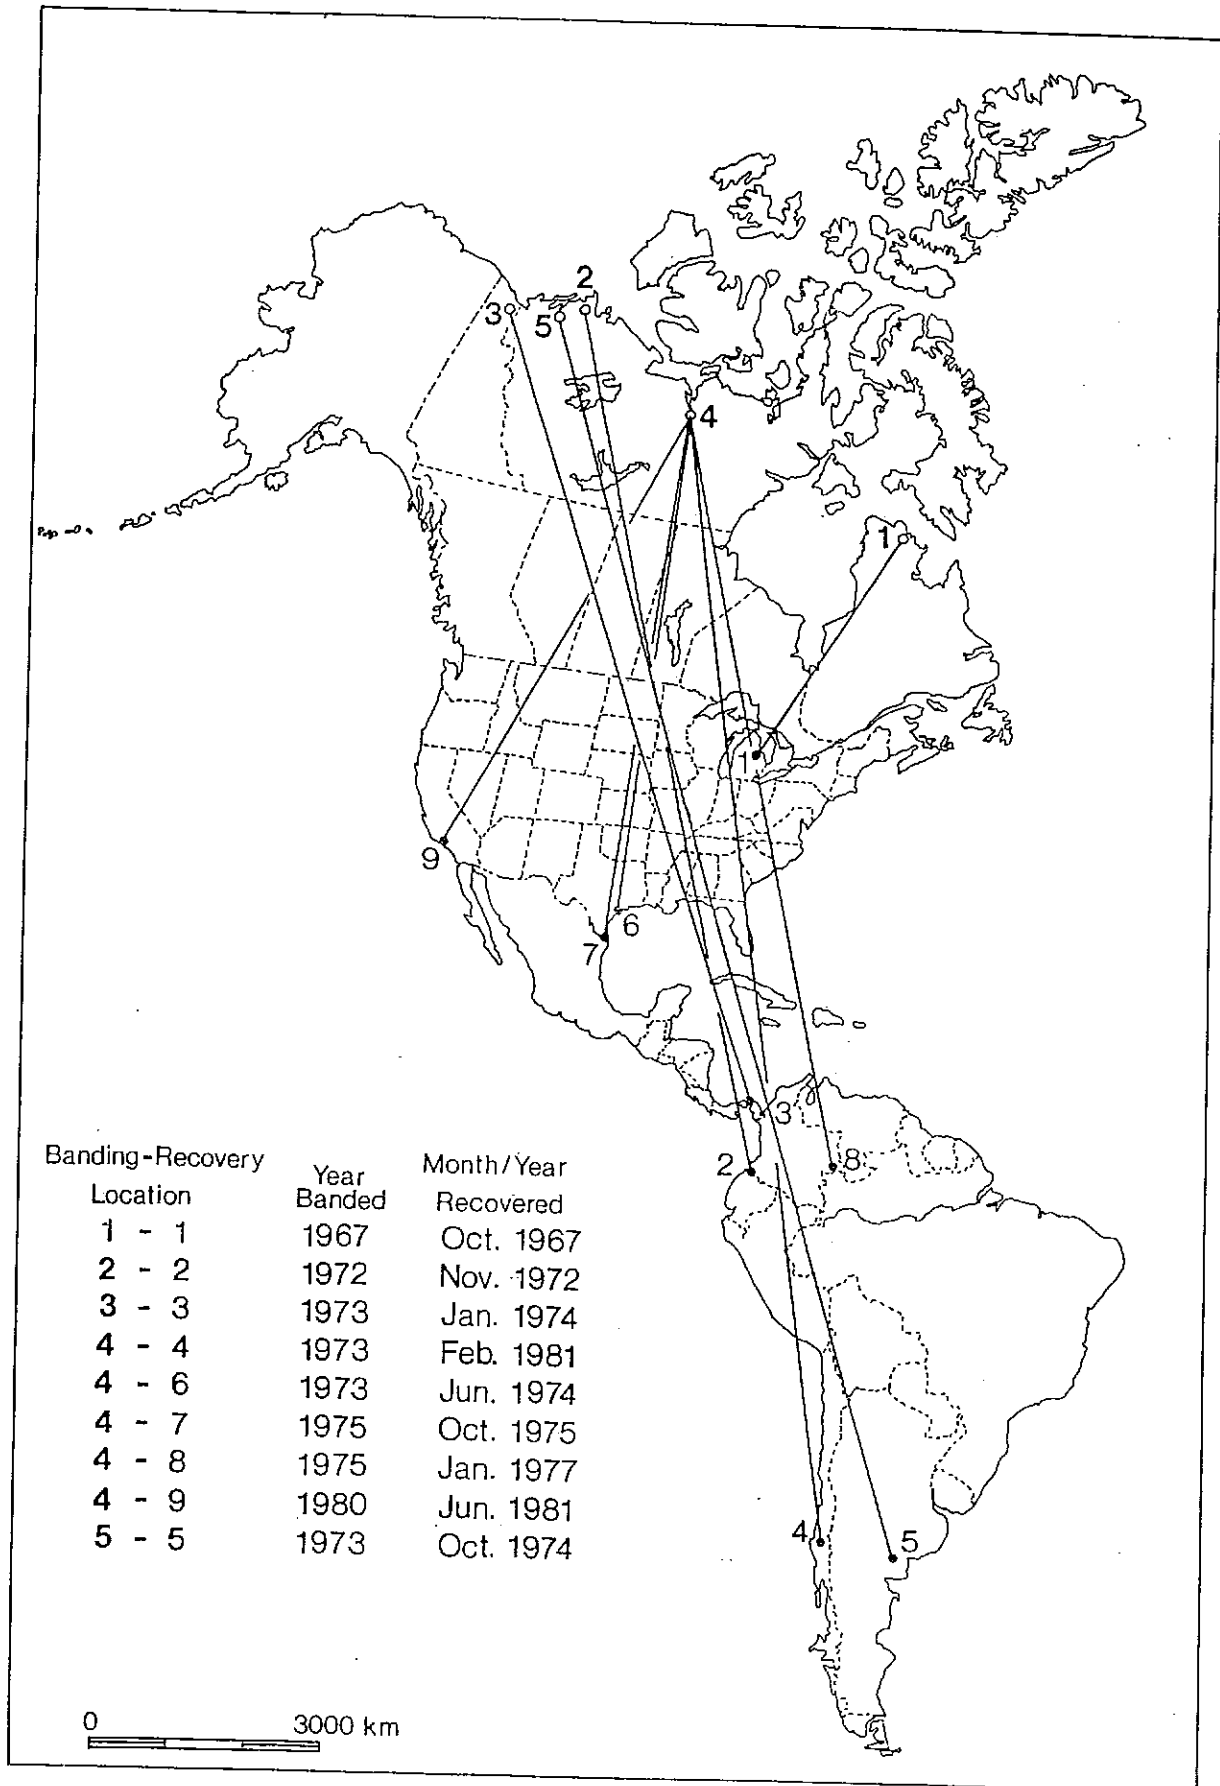 2
3
5
4
1
1
9
6
7
3
2
8
4
5
Banding-Recovery Location Year Banded Month/Year Recovered
1 - 1 1967 Oct. 1967
2 - 2 1972 Nov. 1972
3 - 3 1973 Jan. 1974
4 - 4 1973 Feb. 1981
4 - 6 1973 Jun. 1974
4 - 7 1975 Oct. 1975
4 - 8 1975 Jan. 1977
4 - 9 1980 Jun. 1981
5 - 5 1973 Oct. 1974
0 3000 km